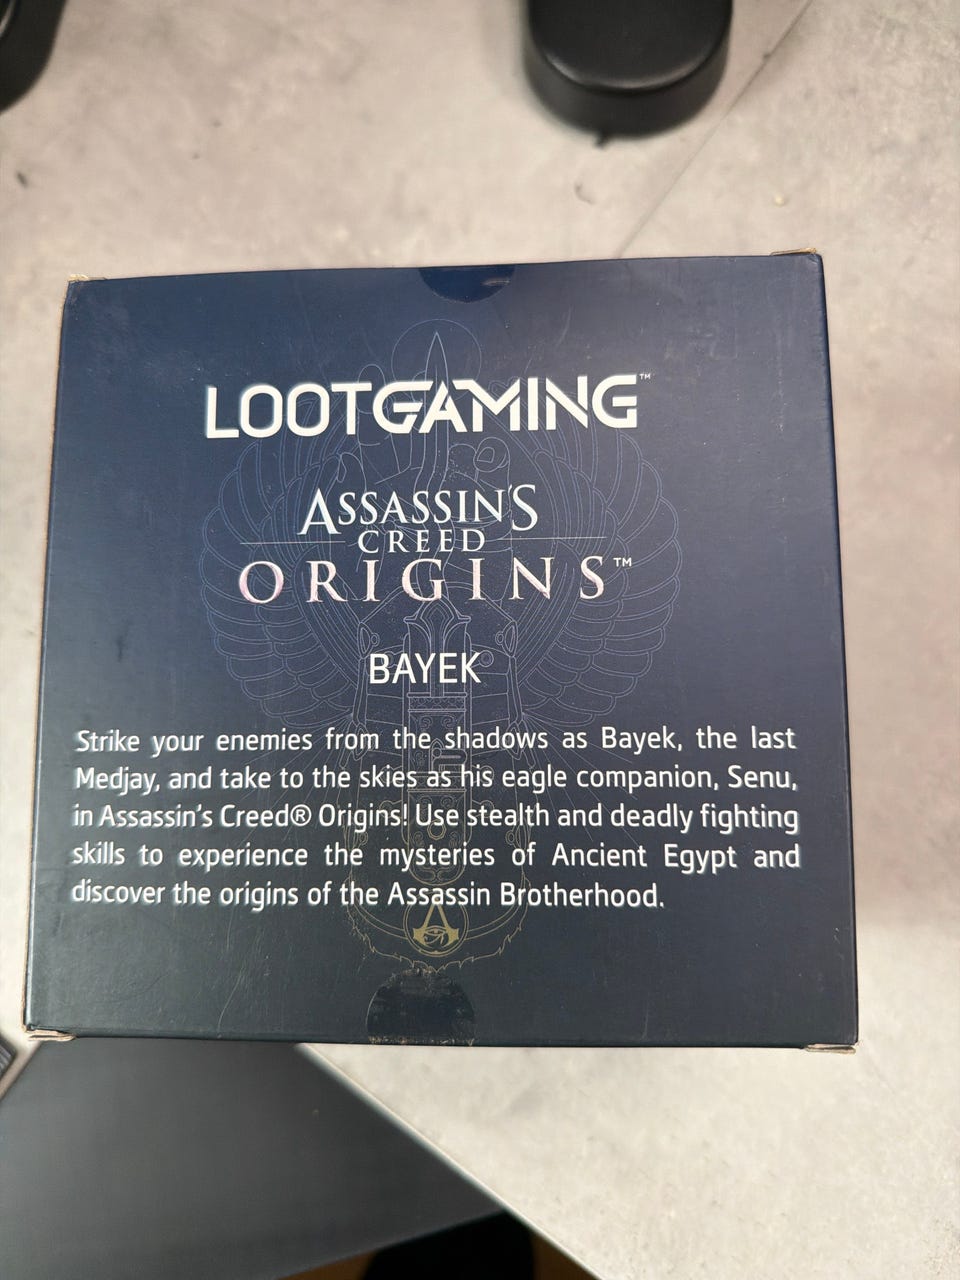 LOOTGAMING™
ASSASSIN'S
CREED
ORIGINS™
BAYEK
Strike your enemies from the shadows as Bayek, the last
Medjay, and take to the skies as his eagle companion, Senu,
in Assassin's Creed® Origins! Use stealth and deadly fighting
skills to experience the mysteries of Ancient Egypt and
discover the origins of the Assassin Brotherhood.